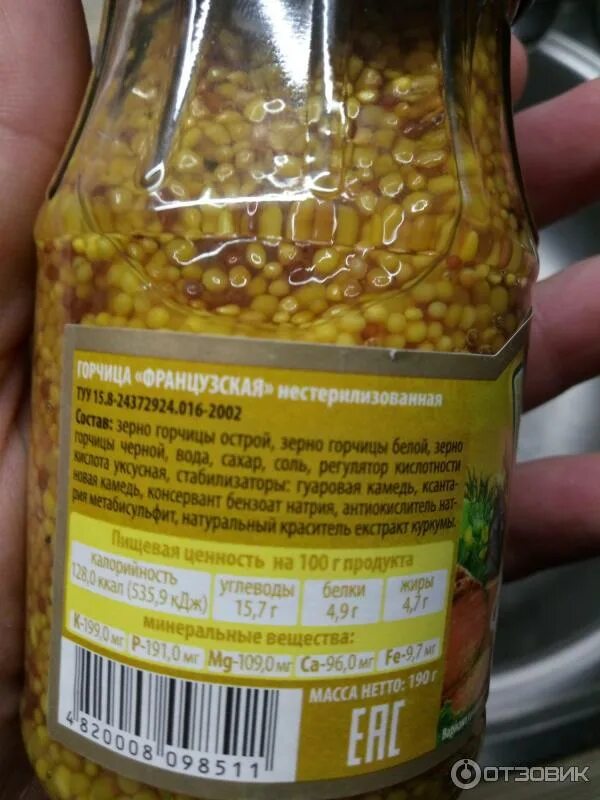 ГОРЧИЦА «ФРАНЦУЗСКАЯ» нестерилизованная
ТУУ 15.8-24372924.016-2002
Состав: зерно горчицы острой, зерно горчицы белой, зерно
горчицы черной, вода, сахар, соль, регулятор кислотности
кислота уксусная, стабилизаторы: гуаровая камедь, ксанта-
новая камедь, консервант бензоат натрия, антиокислитель нат-
рия метабисульфит, натуральный краситель екстракт куркумы.
Пищевая ценность на 100 г продукта
калорийность углеводы белки жиры
128,0 ккал (535,9 кДж) 15,7 г 4,9 г 4,7 г
минеральные вещества:
K-199,0 мг P-191,0 мг Mg-109,0 мг Ca-96,0 мг Fe-9,7 мг
МАССА НЕТТО: 190 г
EAC
4 820008 098511
ОТЗОВИК